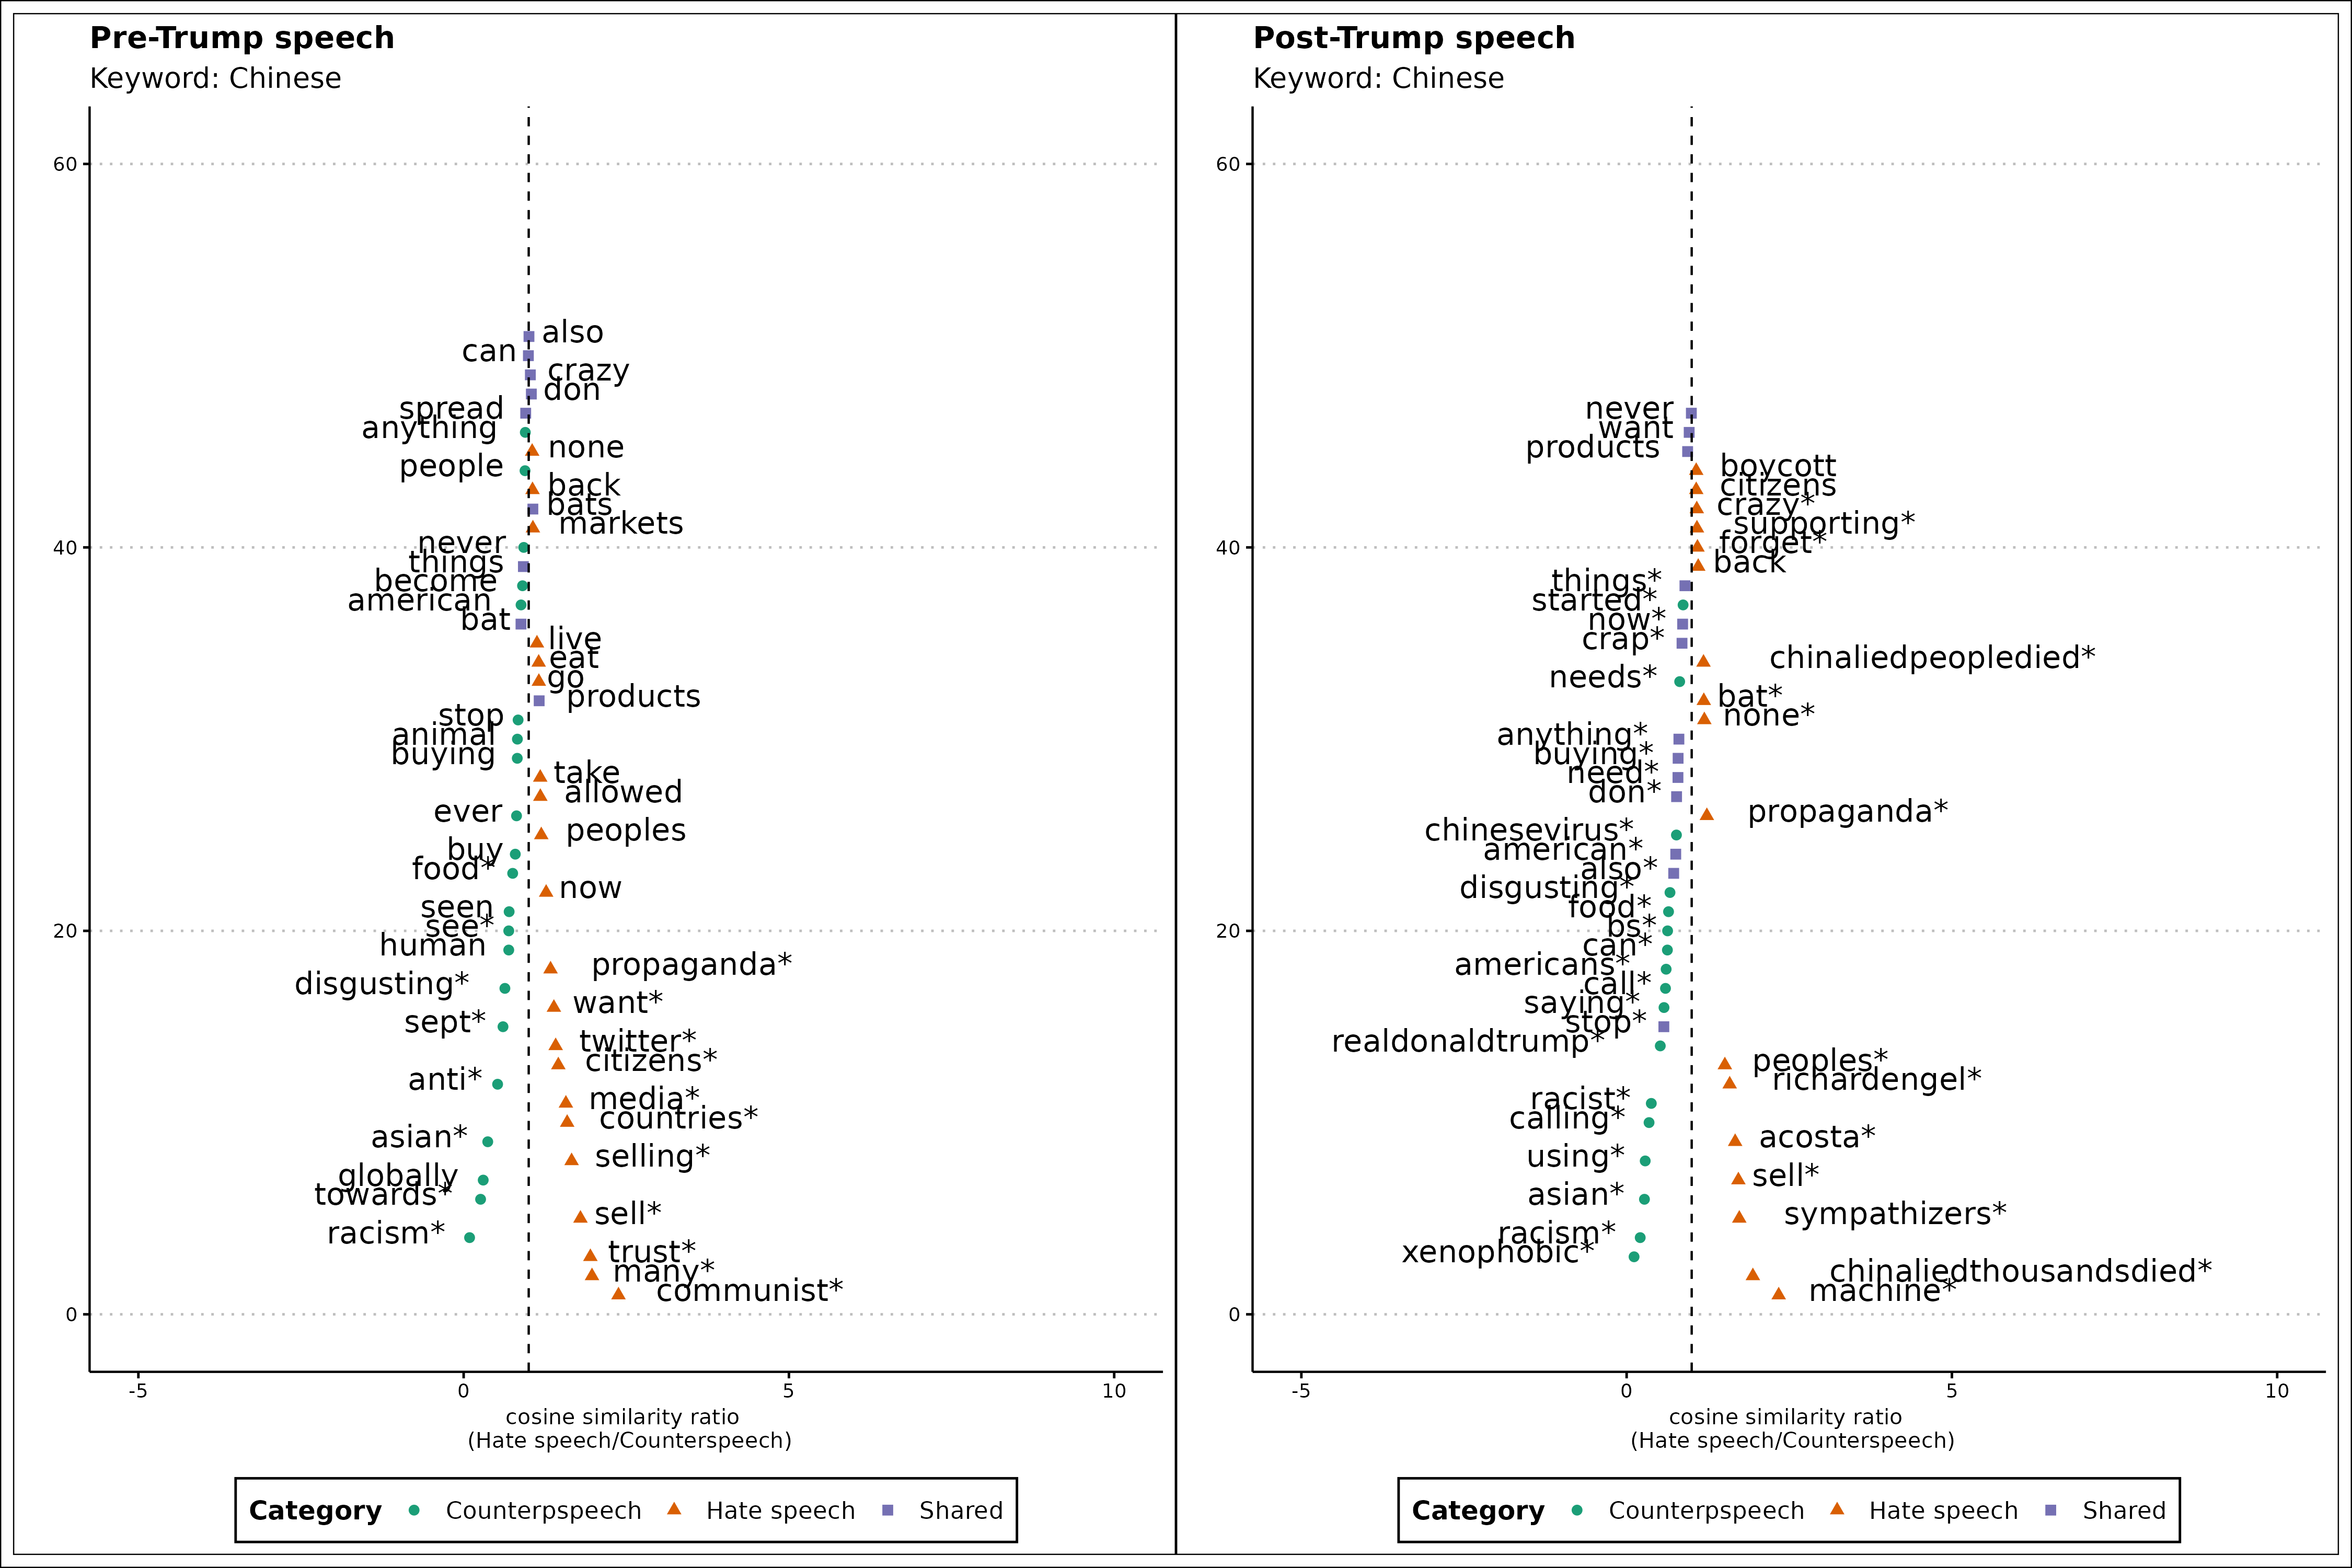 Pre-Trump speech
Keyword: Chinese
60
40
20
0
also
can
crazy
don
spread
anything
none
people
back
bats
markets
never
things
become
american
bat
live
eat
go
products
stop
animal
buying
take
allowed
ever
peoples
buy
food*
now
seen
see*
human
propaganda*
disgusting*
want*
sept*
twitter*
citizens*
anti*
media*
countries*
asian*
selling*
globally
towards*
sell*
racism*
trust*
many*
communist*
-5 0 5 10
cosine similarity ratio
(Hate speech/Counterspeech)
Category Counterpspeech Hate speech Shared
Post-Trump speech
Keyword: Chinese
60
40
20
0
never
want
products
boycott
citizens
crazy*
supporting*
forget*
back
things*
started*
now*
crap*
chinaliedpeopledied*
needs*
bat*
none*
anything*
buying*
need*
don*
propaganda*
chinesevirus*
american*
also*
disgusting*
food*
bs*
can*
americans*
call*
saying*
stop*
realdonaldtrump*
peoples*
richardengel*
racist*
calling*
acosta*
using*
sell*
asian*
sympathizers*
racism*
xenophobic*
chinaliedthousandsdied*
machine*
-5 0 5 10
cosine similarity ratio
(Hate speech/Counterspeech)
Category Counterpspeech Hate speech Shared